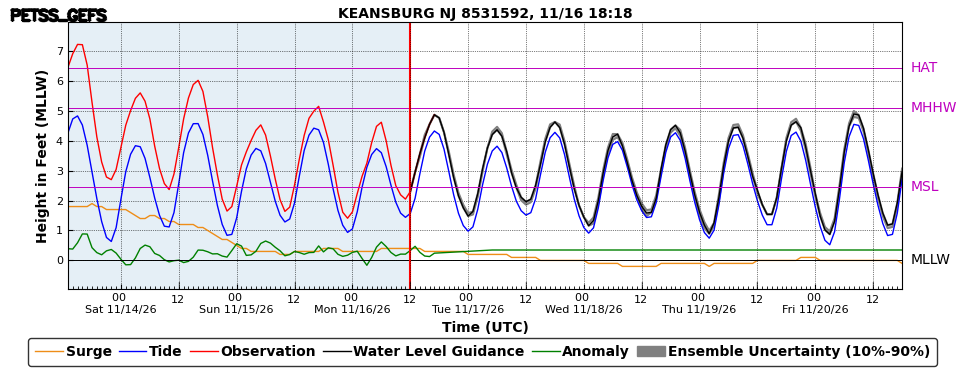 PETSS_GEFS
KEANSBURG NJ 8531592, 11/16 18:18
Height in Feet (MLLW)
7
6
5
4
3
2
1
0
HAT
MHHW
MSL
MLLW
00 12 00 12 00 12 00 12 00 12 00 12 00 12
Sat 11/14/26 Sun 11/15/26 Mon 11/16/26 Tue 11/17/26 Wed 11/18/26 Thu 11/19/26 Fri 11/20/26
Time (UTC)
Surge Tide Observation Water Level Guidance Anomaly Ensemble Uncertainty (10%-90%)